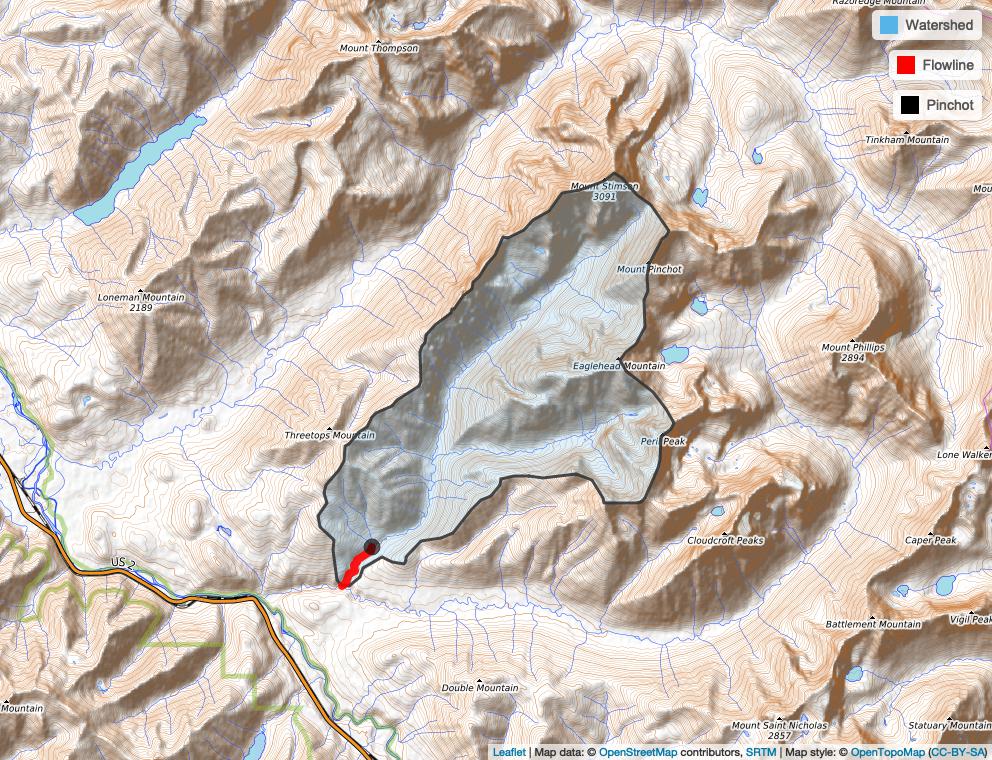 Razoredge Mountain
Watershed
Mount Thompson
Flowline
Pinchot
Tinkham Mountain
Mount Stimson
3091
Mou
Mount Pinchot
Loneman Mountain
2189
Mount Phillips
2894
Eaglehead Mountain
Threetops Mountain
Peril Peak
Lone Walker
Cloudcroft Peaks
Caper Peak
US 2
Battlement Mountain
Vigil Peak
Double Mountain
Mountain
Mount Saint Nicholas
2857
Statuary Mountain
Leaflet | Map data: © OpenStreetMap contributors, SRTM | Map style: © OpenTopoMap (CC-BY-SA)